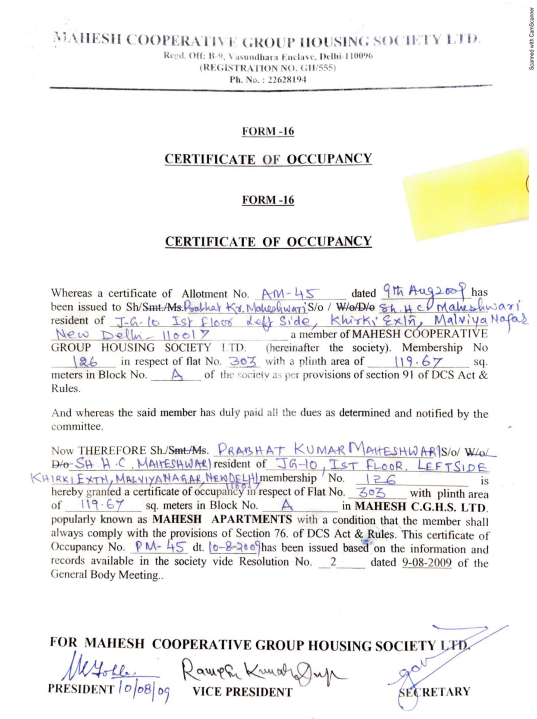 Scanned with CamScanner
MAHESH COOPERATIVE GROUP HOUSING SOCIETY LTD.
Regd. Off: B-9, Vasundhara Enclave, Delhi-110096
(REGISTRATION NO. GH/555)
Ph. No. : 22628194
FORM -16
CERTIFICATE OF OCCUPANCY
FORM -16
CERTIFICATE OF OCCUPANCY
Whereas a certificate of Allotment No. AM-45 dated 9th Aug 2009 has
been issued to Sh/Smt./Ms. Prabhat Kr. Maheshwari S/o / W/o/D/o Sh. H.C. Maheshwari
resident of J-G-10 Ist Floor Left Side, Khirki Extn, Malviya Nagar
New Delhi-110017 a member of MAHESH COOPERATIVE
GROUP HOUSING SOCIETY LTD. (hereinafter the society). Membership No
126 in respect of flat No. 303 with a plinth area of 119.67 sq.
meters in Block No. A of the society as per provisions of section 91 of DCS Act &
Rules.
And whereas the said member has duly paid all the dues as determined and notified by the
committee.
Now THEREFORE Sh./Smt./Ms. PRABHAT KUMAR MAHESHWARI S/o/ W/o/
D/o SH H.C. MAHESHWARI resident of JG-10, IST FLOOR, LEFT SIDE
KHIRKI EXTN, MALVIYA NAGAR, NEW DELHI membership No. 126 is
110017
hereby granted a certificate of occupancy in respect of Flat No. 303 with plinth area
of 119.67 sq. meters in Block No. A in MAHESH C.G.H.S. LTD.
popularly known as MAHESH APARTMENTS with a condition that the member shall
always comply with the provisions of Section 76. of DCS Act & Rules. This certificate of
Occupancy No. PM-45 dt. 10-8-2009 has been issued based on the information and
records available in the society vide Resolution No. 2 dated 9-08-2009 of the
General Body Meeting..
FOR MAHESH COOPERATIVE GROUP HOUSING SOCIETY LTD.
PRESIDENT 10/08/09 VICE PRESIDENT SECRETARY